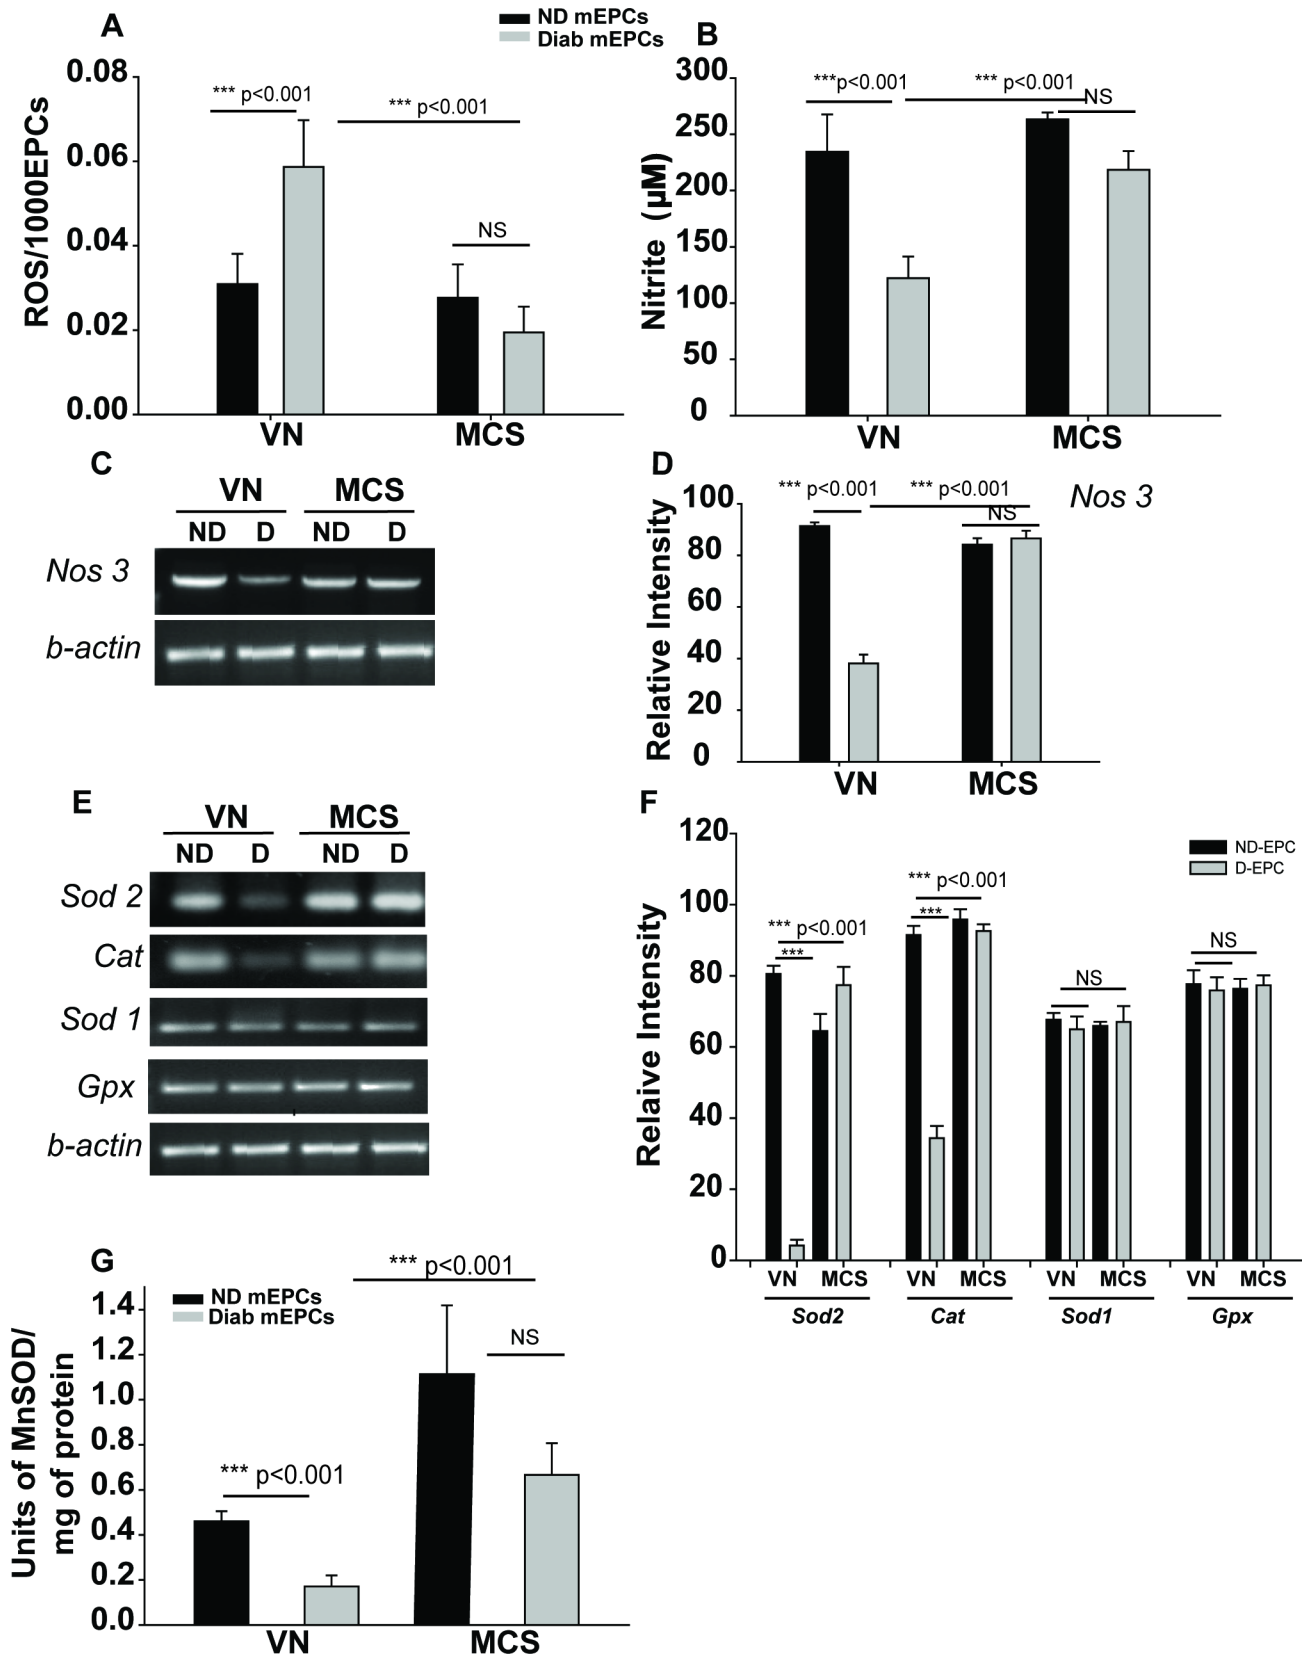 A
ND mEPCs
Diab mEPCs
ROS/1000EPCs
0.08
0.06
0.04
0.02
0.00
*** p<0.001
*** p<0.001
NS
VN MCS
B
Nitrite (µM)
300
250
200
150
100
50
0
***p<0.001
*** p<0.001
NS
VN MCS
C
VN MCS
ND D ND D
Nos 3
b-actin
D
Nos 3
Relative Intensity
100
80
60
40
20
0
*** p<0.001
*** p<0.001
NS
VN MCS
E
VN MCS
ND D ND D
Sod 2
Cat
Sod 1
Gpx
b-actin
F
ND-EPC
D-EPC
Relaive Intensity
120
100
80
60
40
20
0
*** p<0.001
***
*** p<0.001
***
NS
NS
VN MCS VN MCS VN MCS VN MCS
Sod2 Cat Sod1 Gpx
G
ND mEPCs
Diab mEPCs
Units of MnSOD/
mg of protein
1.4
1.2
1.0
0.8
0.6
0.4
0.2
0.0
*** p<0.001
*** p<0.001
NS
VN MCS